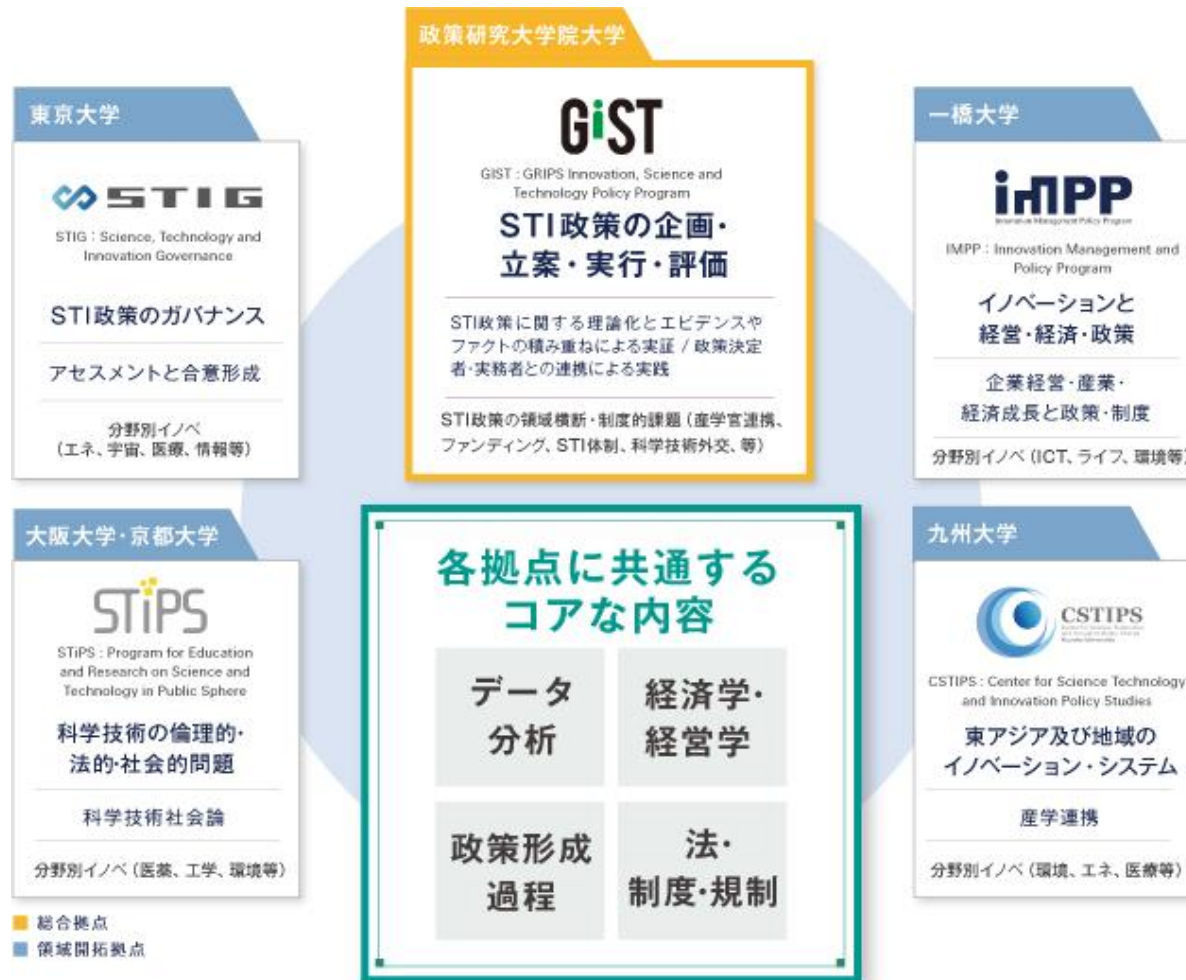 政策研究大学院大学
GiST
GIST : GRIPS Innovation, Science and
Technology Policy Program
STI政策の企画・
立案・実行・評価
STI政策に関する理論化とエビデンスや
ファクトの積み重ねによる実証 / 政策決定
者・実務者との連携による実践
STI政策の領域横断・制度的課題（産学官連携、
ファンディング、STI体制、科学技術外交、等）
東京大学
STIG
STIG : Science, Technology and
Innovation Governance
STI政策のガバナンス
アセスメントと合意形成
分野別イノベ
（エネ、宇宙、医療、情報等）
一橋大学
iMPP
Innovation Management Policy Program
IMPP : Innovation Management and
Policy Program
イノベーションと
経営・経済・政策
企業経営・産業・
経済成長と政策・制度
分野別イノベ（ICT、ライフ、環境等）
大阪大学・京都大学
STiPS
STiPS : Program for Education
and Research on Science and
Technology in Public Sphere
科学技術の倫理的・
法的・社会的問題
科学技術社会論
分野別イノベ（医薬、工学、環境等）
各拠点に共通する
コアな内容
データ
分析
経済学・
経営学
政策形成
過程
法・
制度・規制
九州大学
CSTIPS
CSTIPS : Center for Science Technology
and Innovation Policy Studies
東アジア及び地域の
イノベーション・システム
産学連携
分野別イノベ（環境、エネ、医療等）
総合拠点
領域開拓拠点